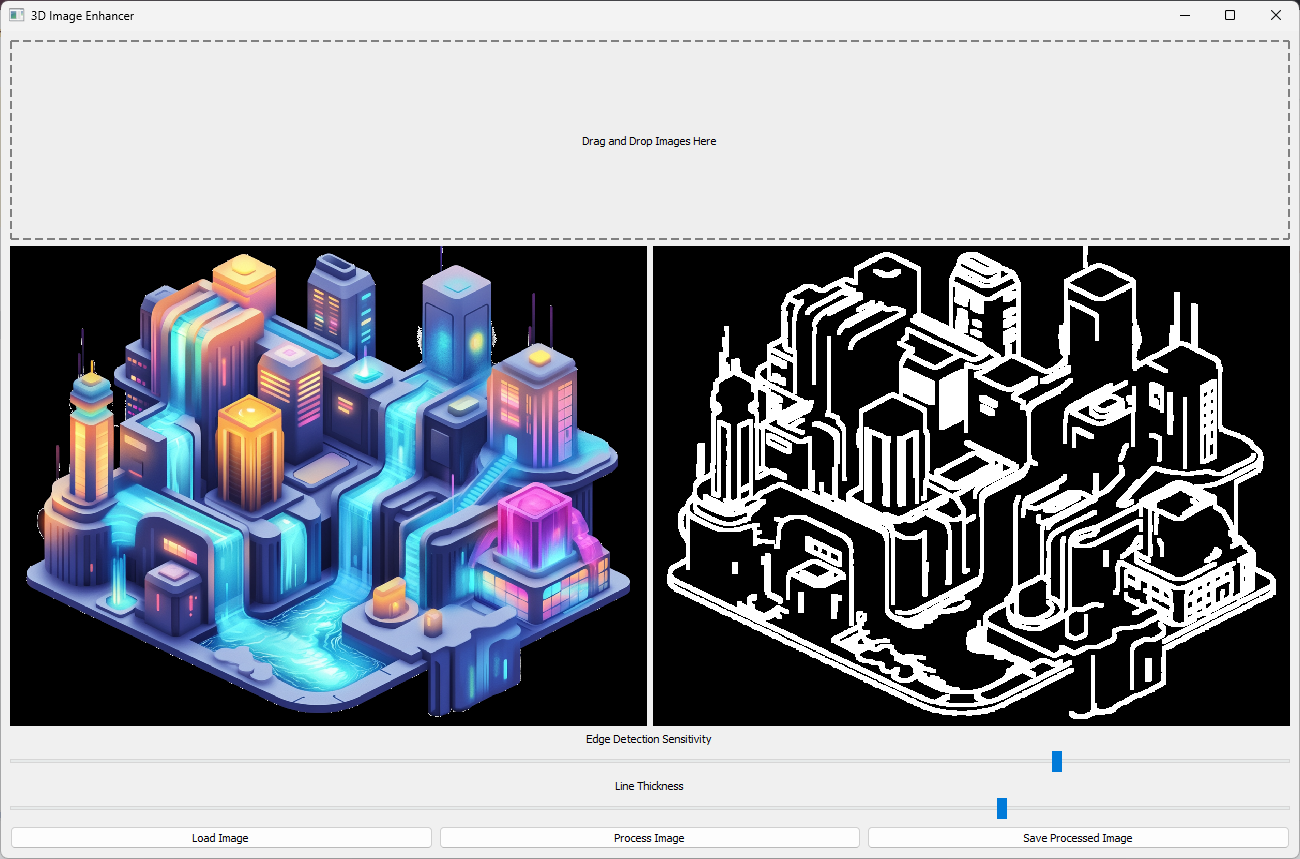 3D Image Enhancer
Drag and Drop Images Here
Edge Detection Sensitivity
Line Thickness
Load Image
Process Image
Save Processed Image